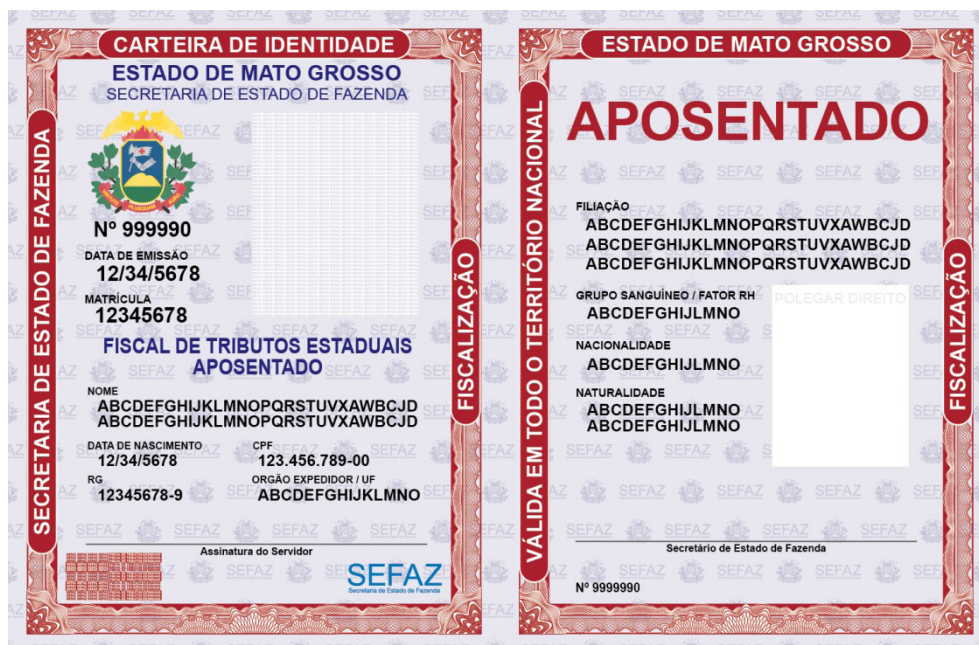 CARTEIRA DE IDENTIDADE
ESTADO DE MATO GROSSO
SECRETARIA DE ESTADO DE FAZENDA
SECRETARIA DE ESTADO DE FAZENDA
FISCALIZAÇÃO
Nº 999990
DATA DE EMISSÃO
12/34/5678
MATRÍCULA
12345678
FISCAL DE TRIBUTOS ESTADUAIS
APOSENTADO
NOME
ABCDEFGHIJKLMNOPQRSTUVXAWBCJD
ABCDEFGHIJKLMNOPQRSTUVXAWBCJD
DATA DE NASCIMENTO CPF
12/34/5678 123.456.789-00
RG ORGÃO EXPEDIDOR / UF
12345678-9 ABCDEFGHIJKLMNO
Assinatura do Servidor
SEFAZ
Secretaria de Estado de Fazenda
ESTADO DE MATO GROSSO
VÁLIDA EM TODO O TERRITÓRIO NACIONAL
FISCALIZAÇÃO
APOSENTADO
FILIAÇÃO
ABCDEFGHIJKLMNOPQRSTUVXAWBCJD
ABCDEFGHIJKLMNOPQRSTUVXAWBCJD
ABCDEFGHIJKLMNOPQRSTUVXAWBCJD
GRUPO SANGUÍNEO / FATOR RH
ABCDEFGHIJLMNO
POLEGAR DIREITO
NACIONALIDADE
ABCDEFGHIJLMNO
NATURALIDADE
ABCDEFGHIJLMNO
ABCDEFGHIJLMNO
Secretário de Estado de Fazenda
Nº 9999990